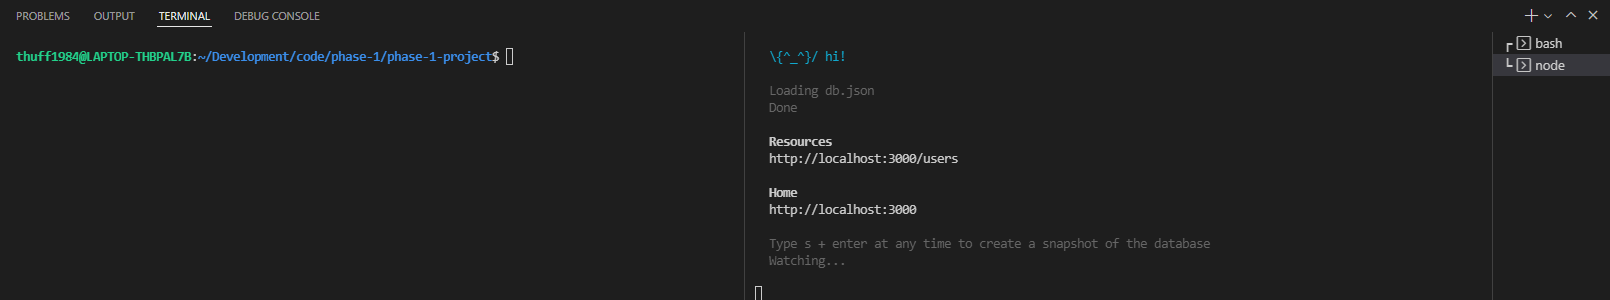 PROBLEMS OUTPUT TERMINAL DEBUG CONSOLE
thuff1984@LAPTOP-THBPAL7B:~/Development/code/phase-1/phase-1-project$
\{^_^}/ hi!
Loading db.json
Done
Resources
http://localhost:3000/users
Home
http://localhost:3000
Type s + enter at any time to create a snapshot of the database
Watching...
bash
node